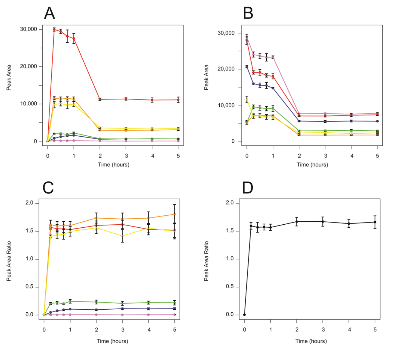 A
B
Peak Area
30,000
20,000
10,000
0
0 1 2 3 4 5
Time (hours)
Peak Area
30,000
20,000
10,000
0
0 1 2 3 4 5
Time (hours)
C
D
Peak Area Ratio
2.0
1.5
1.0
0.5
0.0
0 1 2 3 4 5
Time (hours)
Peak Area Ratio
2.0
1.5
1.0
0.5
0.0
0 1 2 3 4 5
Time (hours)